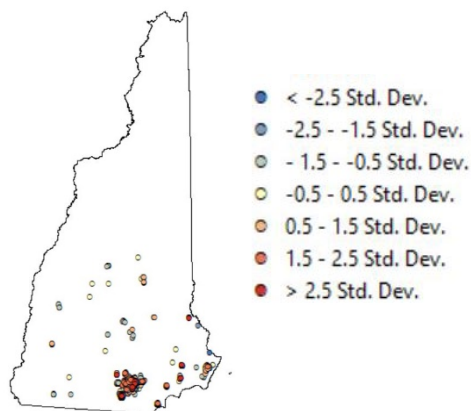 < -2.5 Std. Dev.
-2.5 - -1.5 Std. Dev.
- 1.5 - -0.5 Std. Dev.
-0.5 - 0.5 Std. Dev.
0.5 - 1.5 Std. Dev.
1.5 - 2.5 Std. Dev.
> 2.5 Std. Dev.